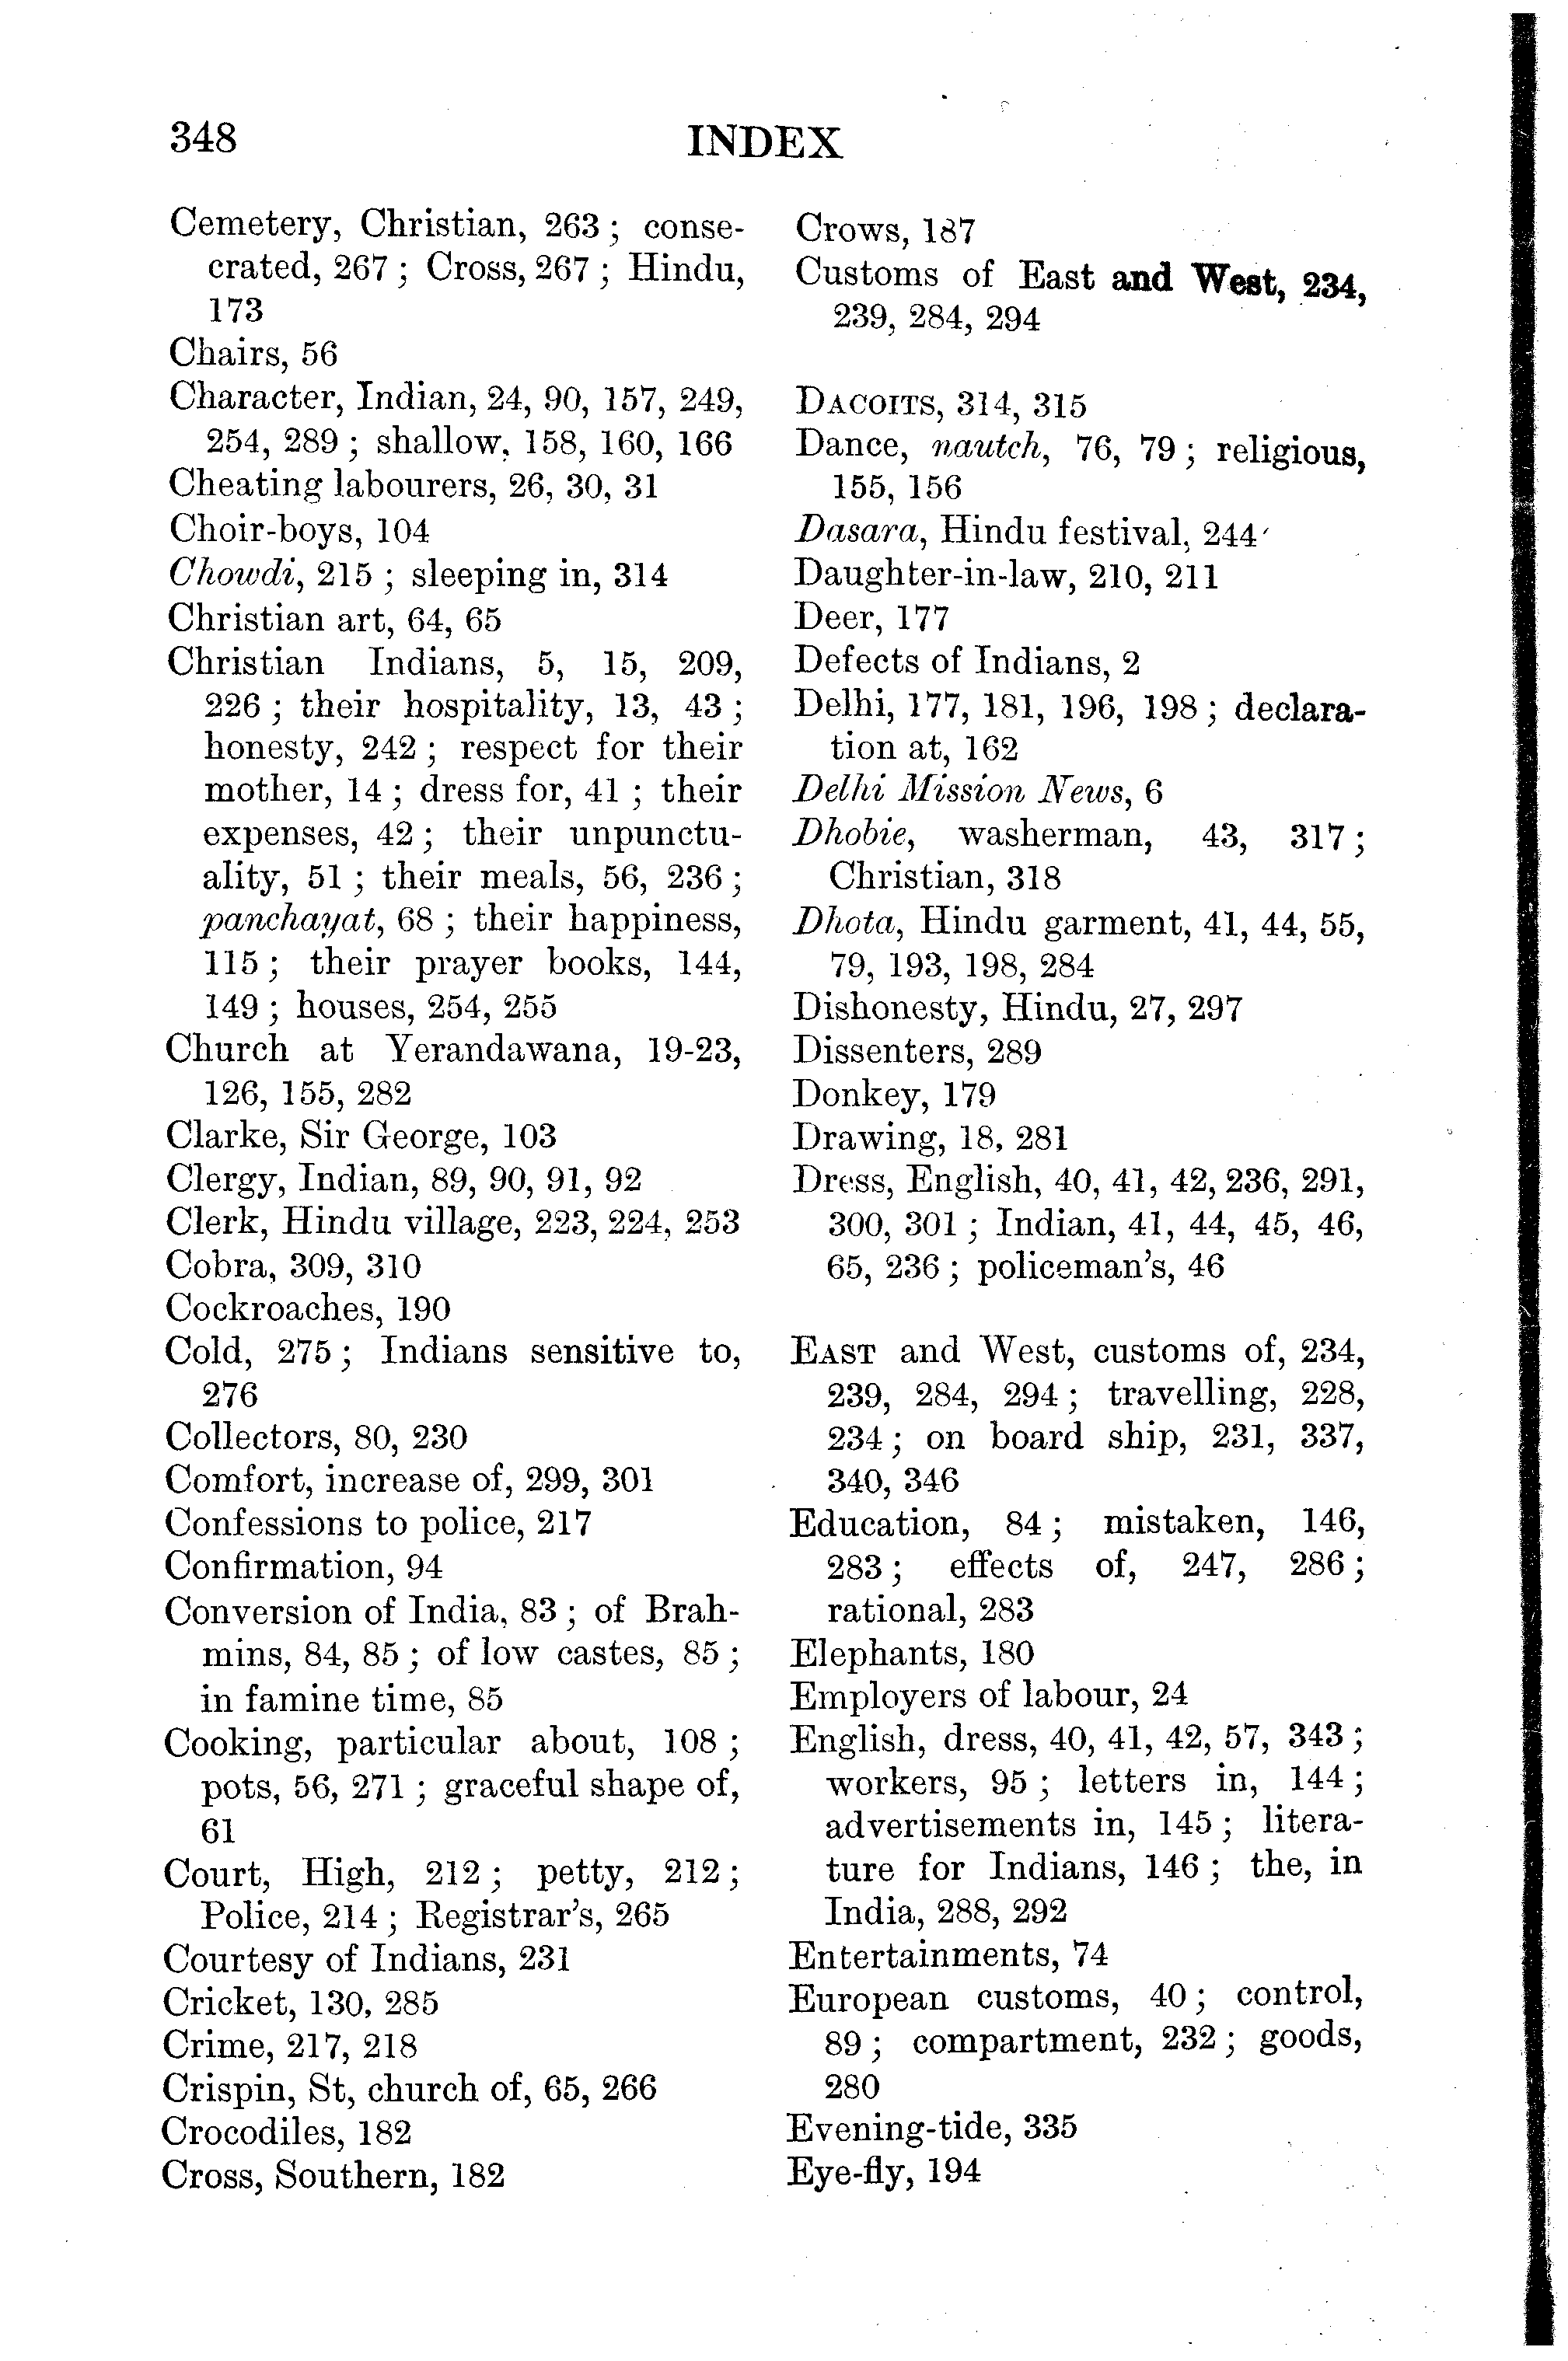 348
INDEX
Cemetery, Christian, 263 ; conse-
crated, 267 ; Cross, 267 ; Hindu,
173
Chairs, 56
Character, Indian, 24, 90, 157, 249,
254, 289 ; shallow, 158, 160, 166
Cheating labourers, 26, 30, 31
Choir-boys, 104
Chowdi, 215 ; sleeping in, 314
Christian art, 64, 65
Christian Indians, 5, 15, 209,
226 ; their hospitality, 13, 43 ;
honesty, 242 ; respect for their
mother, 14 ; dress for, 41 ; their
expenses, 42 ; their unpunctu-
ality, 51 ; their meals, 56, 236 ;
panchayat, 68 ; their happiness,
115 ; their prayer books, 144,
149 ; houses, 254, 255
Church at Yerandawana, 19-23,
126, 155, 282
Clarke, Sir George, 103
Clergy, Indian, 89, 90, 91, 92
Clerk, Hindu village, 223, 224, 253
Cobra, 309, 310
Cockroaches, 190
Cold, 275 ; Indians sensitive to,
276
Collectors, 80, 230
Comfort, increase of, 299, 301
Confessions to police, 217
Confirmation, 94
Conversion of India, 83 ; of Brah-
mins, 84, 85 ; of low castes, 85 ;
in famine time, 85
Cooking, particular about, 108 ;
pots, 56, 271 ; graceful shape of,
61
Court, High, 212 ; petty, 212 ;
Police, 214 ; Registrar's, 265
Courtesy of Indians, 231
Cricket, 130, 285
Crime, 217, 218
Crispin, St, church of, 65, 266
Crocodiles, 182
Cross, Southern, 182
Crows, 187
Customs of East and West, 234,
239, 284, 294
DACOITS, 314, 315
Dance, nautch, 76, 79 ; religious,
155, 156
Dasara, Hindu festival, 244
Daughter-in-law, 210, 211
Deer, 177
Defects of Indians, 2
Delhi, 177, 181, 196, 198 ; declara-
tion at, 162
Delhi Mission News, 6
Dhobie, washerman, 43, 317 ;
Christian, 318
Dhota, Hindu garment, 41, 44, 55,
79, 193, 198, 284
Dishonesty, Hindu, 27, 297
Dissenters, 289
Donkey, 179
Drawing, 18, 281
Dress, English, 40, 41, 42, 236, 291,
300, 301 ; Indian, 41, 44, 45, 46,
65, 236 ; policeman's, 46
EAST and West, customs of, 234,
239, 284, 294 ; travelling, 228,
234 ; on board ship, 231, 337,
340, 346
Education, 84 ; mistaken, 146,
283 ; effects of, 247, 286 ;
rational, 283
Elephants, 180
Employers of labour, 24
English, dress, 40, 41, 42, 57, 343 ;
workers, 95 ; letters in, 144 ;
advertisements in, 145 ; litera-
ture for Indians, 146 ; the, in
India, 288, 292
Entertainments, 74
European customs, 40 ; control,
89 ; compartment, 232 ; goods,
280
Evening-tide, 335
Eye-fly, 194